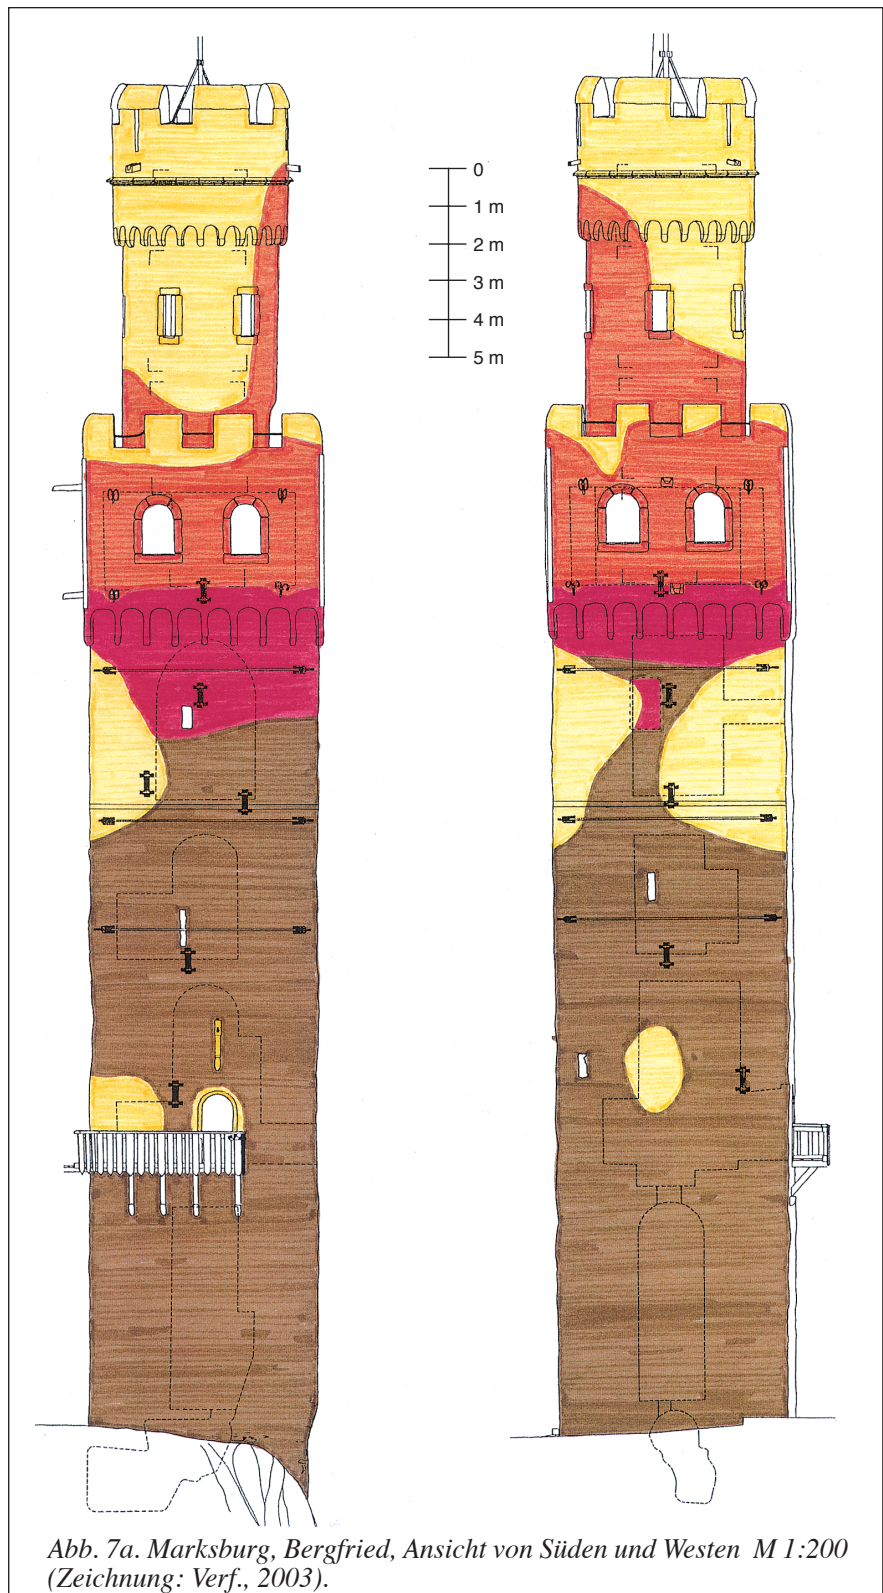 0
1 m
2 m
3 m
4 m
5 m
Abb. 7a. Marksburg, Bergfried, Ansicht von Süden und Westen M 1:200
(Zeichnung: Verf., 2003).